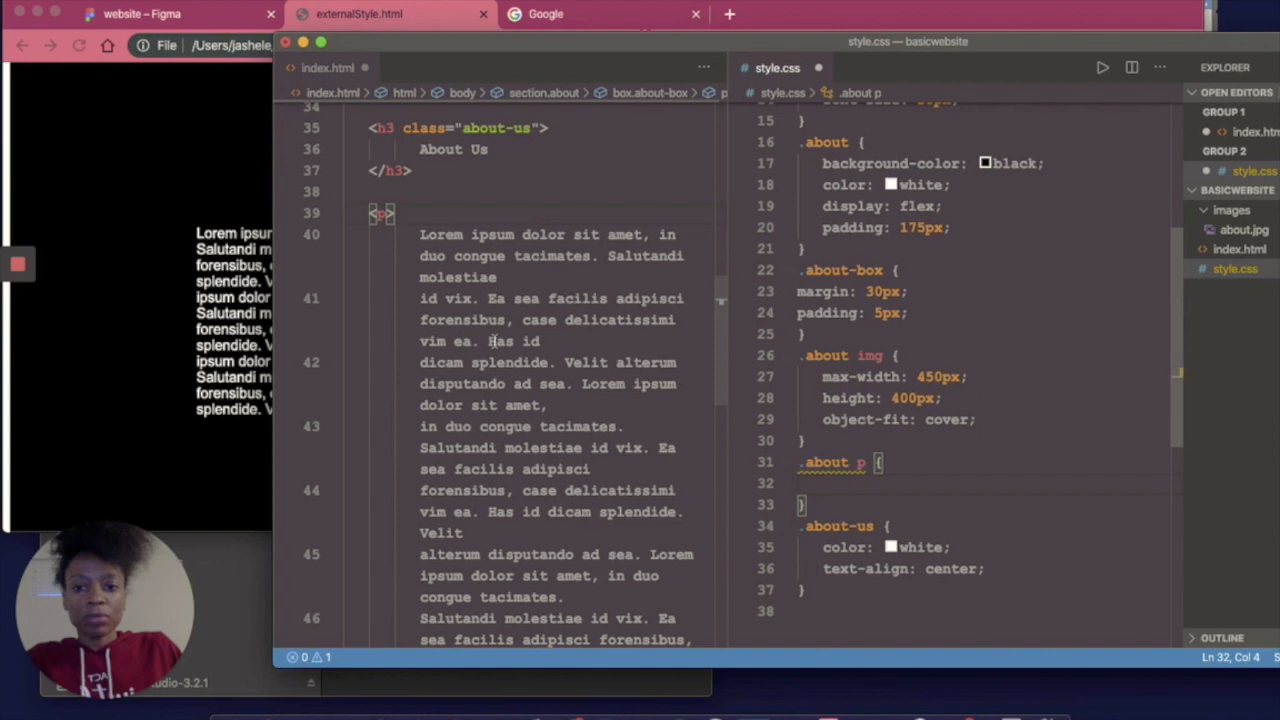 website – Figma
externalStyle.html
Google
File
/Users/jashele,
style.css — basicwebsite
index.html
style.css
EXPLORER
index.html > html > body > section.about > box.about-box > p
style.css > .about p
OPEN EDITORS
GROUP 1
index.htm
GROUP 2
style.css
BASICWEBSITE
images
about.jpg
index.html
style.css
OUTLINE
Lorem ipsum
Salutandi m
forensibus, c
splendide. V
ipsum dolor
Salutandi m
forensibus, c
splendide. V
ipsum dolor
Salutandi m
forensibus, c
splendide. V
34
35 <h3 class="about-us">
36 About Us
37 </h3>
38
39 <p>
40 Lorem ipsum dolor sit amet, in
duo congue tacimates. Salutandi
molestiae
41 id vix. Ea sea facilis adipisci
forensibus, case delicatissimi
vim ea. Has id
42 dicam splendide. Velit alterum
disputando ad sea. Lorem ipsum
dolor sit amet,
43 in duo congue tacimates.
Salutandi molestiae id vix. Ea
sea facilis adipisci
44 forensibus, case delicatissimi
vim ea. Has id dicam splendide.
Velit
45 alterum disputando ad sea. Lorem
ipsum dolor sit amet, in duo
congue tacimates.
46 Salutandi molestiae id vix. Ea
sea facilis adipisci forensibus,
15 }
16 .about {
17 background-color: black;
18 color: white;
19 display: flex;
20 padding: 175px;
21 }
22 .about-box {
23 margin: 30px;
24 padding: 5px;
25 }
26 .about img {
27 max-width: 450px;
28 height: 400px;
29 object-fit: cover;
30 }
31 .about p {
32
33 }
34 .about-us {
35 color: white;
36 text-align: center;
37 }
38
0 1
Ln 32, Col 4
udio-3.2.1